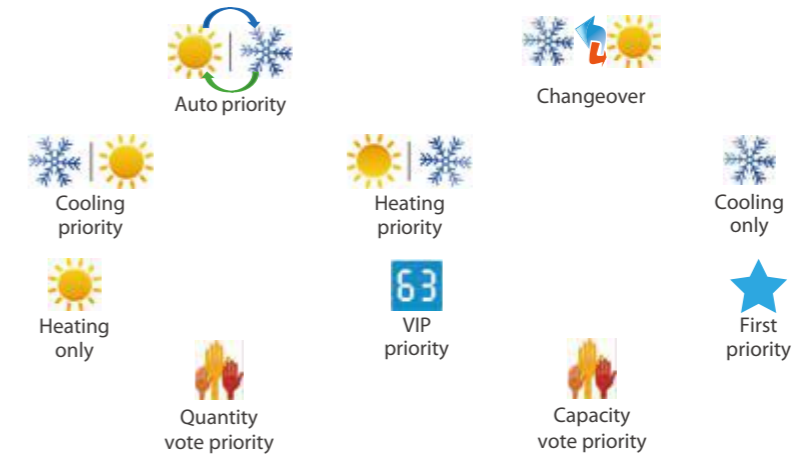 Auto priority
Changeover
Cooling
priority
Heating
priority
Cooling
only
Heating
only
63
VIP
priority
First
priority
Quantity
vote priority
Capacity
vote priority